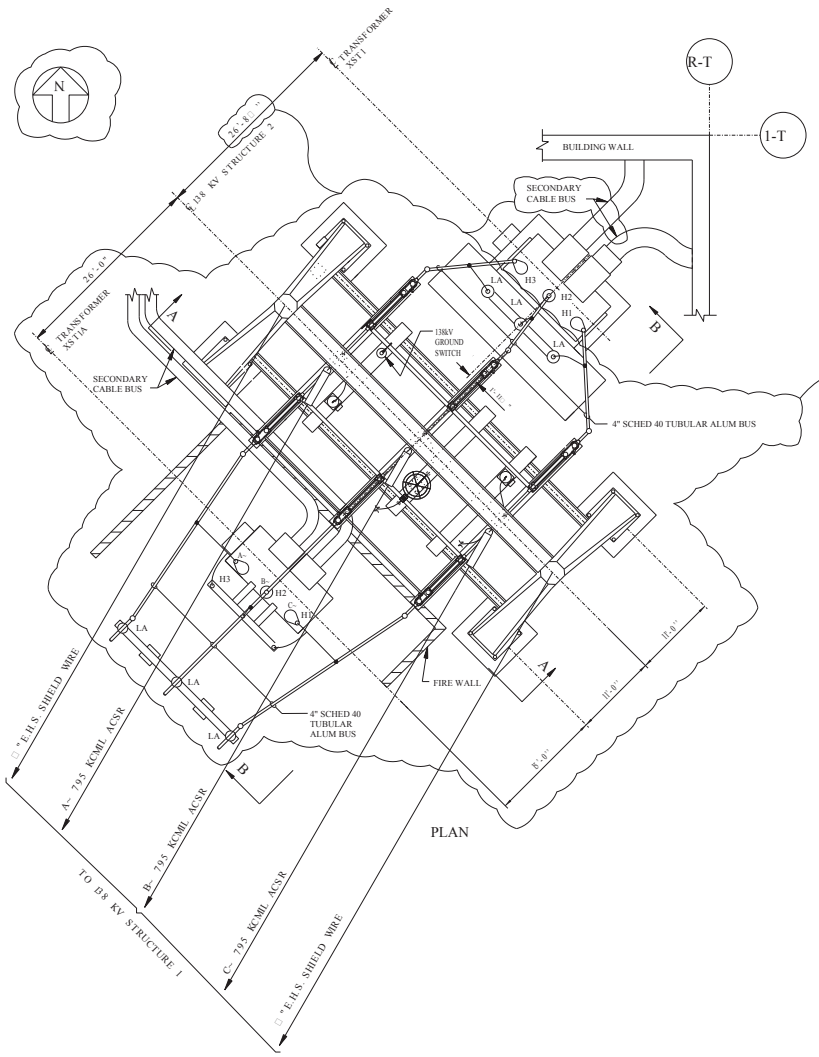 ℄ TRANSFORMER
XST1
N
R-T
26'-8□"
1-T
BUILDING WALL
℄ 138 KV STRUCTURE 2
SECONDARY
CABLE BUS
26'-0"
H3
LA
H2
LA
H1
A
B
TRANSFORMER
XST1A
℄
138kV
GROUND
SWITCH
LA
SECONDARY
CABLE BUS
4" SCHED 40 TUBULAR ALUM BUS
A~
H3
B~
H2
C~
H1
11'-0"
LA
A
FIRE WALL
11'-0"
LA
4" SCHED 40
TUBULAR
ALUM BUS
LA
18'-0"
B
□" E.H.S. SHIELD WIRE
A~ 795 KCMIL ACSR
B~ 795 KCMIL ACSR
PLAN
TO 138 KV STRUCTURE 1
C~ 795 KCMIL ACSR
□" E.H.S. SHIELD WIRE